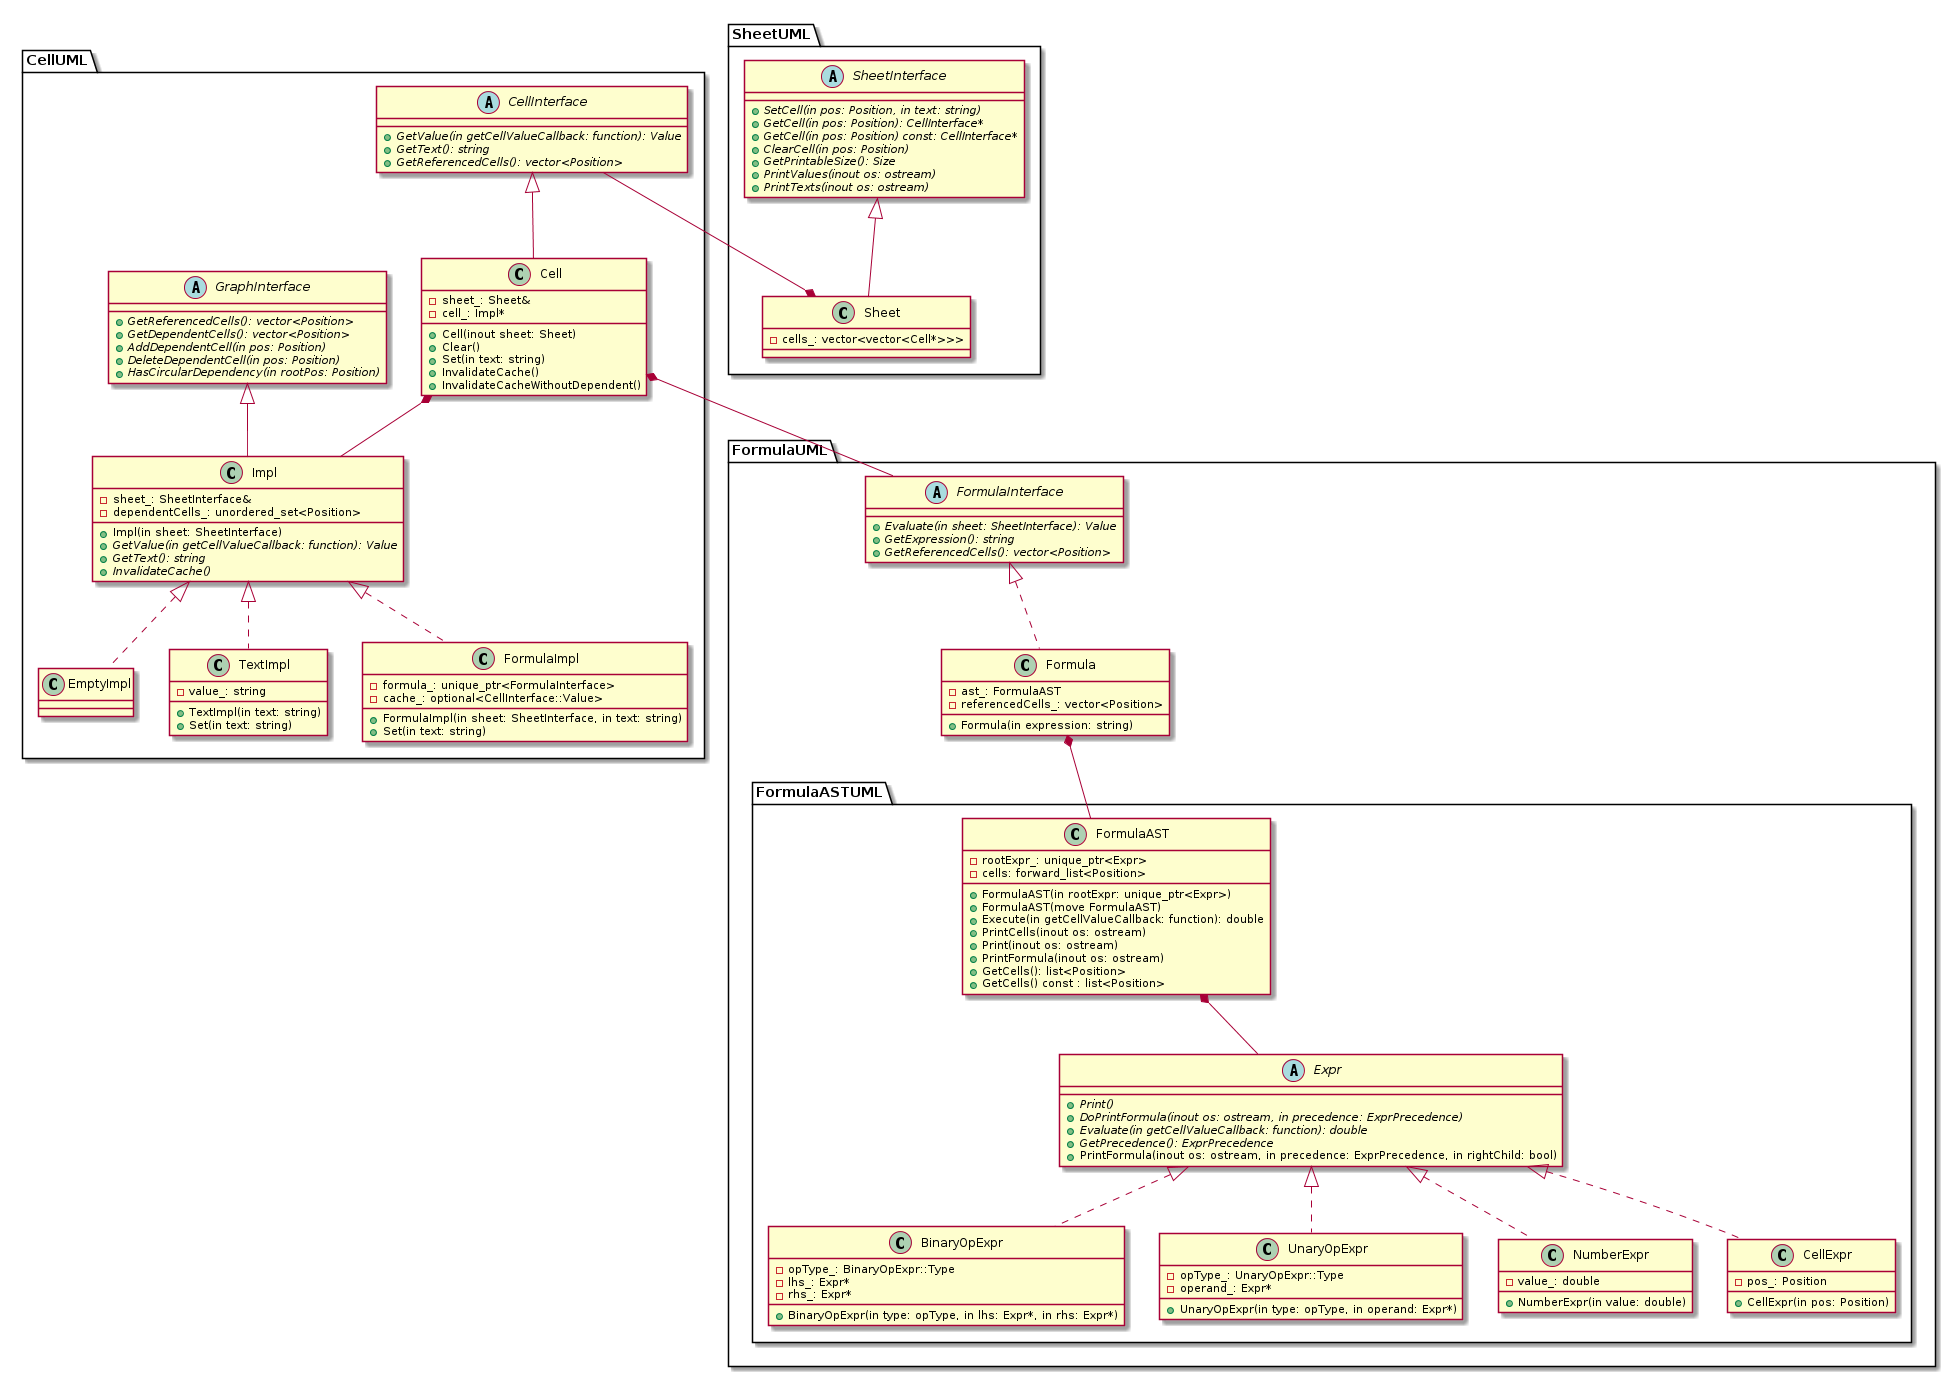 CellUML
A CellInterface
GetValue(in getCellValueCallback: function): Value
GetText(): string
GetReferencedCells(): vector<Position>
A GraphInterface
GetReferencedCells(): vector<Position>
GetDependentCells(): vector<Position>
AddDependentCell(in pos: Position)
DeleteDependentCell(in pos: Position)
HasCircularDependency(in rootPos: Position)
C Cell
sheet_: Sheet&
cell_: Impl*
Cell(inout sheet: Sheet)
Clear()
Set(in text: string)
InvalidateCache()
InvalidateCacheWithoutDependent()
C Impl
sheet_: SheetInterface&
dependentCells_: unordered_set<Position>
Impl(in sheet: SheetInterface)
GetValue(in getCellValueCallback: function): Value
GetText(): string
InvalidateCache()
C EmptyImpl
C TextImpl
value_: string
TextImpl(in text: string)
Set(in text: string)
C FormulaImpl
formula_: unique_ptr<FormulaInterface>
cache_: optional<CellInterface::Value>
FormulaImpl(in sheet: SheetInterface, in text: string)
Set(in text: string)
SheetUML
A SheetInterface
SetCell(in pos: Position, in text: string)
GetCell(in pos: Position): CellInterface*
GetCell(in pos: Position) const: CellInterface*
ClearCell(in pos: Position)
GetPrintableSize(): Size
PrintValues(inout os: ostream)
PrintTexts(inout os: ostream)
C Sheet
cells_: vector<vector<Cell*>>>
FormulaUML
A FormulaInterface
Evaluate(in sheet: SheetInterface): Value
GetExpression(): string
GetReferencedCells(): vector<Position>
C Formula
ast_: FormulaAST
referencedCells_: vector<Position>
Formula(in expression: string)
FormulaASTUML
C FormulaAST
rootExpr_: unique_ptr<Expr>
cells: forward_list<Position>
FormulaAST(in rootExpr: unique_ptr<Expr>)
FormulaAST(move FormulaAST)
Execute(in getCellValueCallback: function): double
PrintCells(inout os: ostream)
Print(inout os: ostream)
PrintFormula(inout os: ostream)
GetCells(): list<Position>
GetCells() const : list<Position>
A Expr
Print()
DoPrintFormula(inout os: ostream, in precedence: ExprPrecedence)
Evaluate(in getCellValueCallback: function): double
GetPrecedence(): ExprPrecedence
PrintFormula(inout os: ostream, in precedence: ExprPrecedence, in rightChild: bool)
C BinaryOpExpr
opType_: BinaryOpExpr::Type
lhs_: Expr*
rhs_: Expr*
BinaryOpExpr(in type: opType, in lhs: Expr*, in rhs: Expr*)
C UnaryOpExpr
opType_: UnaryOpExpr::Type
operand_: Expr*
UnaryOpExpr(in type: opType, in operand: Expr*)
C NumberExpr
value_: double
NumberExpr(in value: double)
C CellExpr
pos_: Position
CellExpr(in pos: Position)